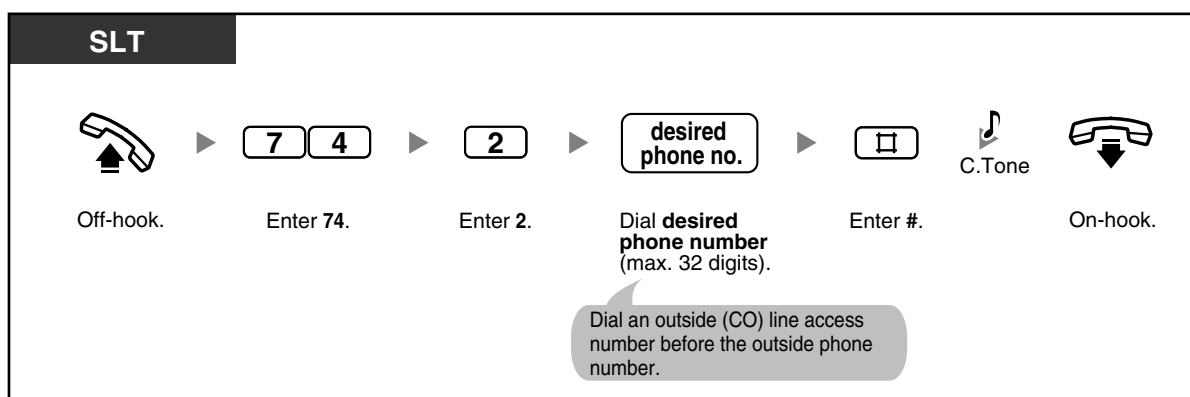 SLT
7 4
2
desired
phone no.
#
C.Tone
Off-hook.
Enter 74.
Enter 2.
Dial desired
phone number
(max. 32 digits).
Enter #.
On-hook.
Dial an outside (CO) line access
number before the outside phone
number.